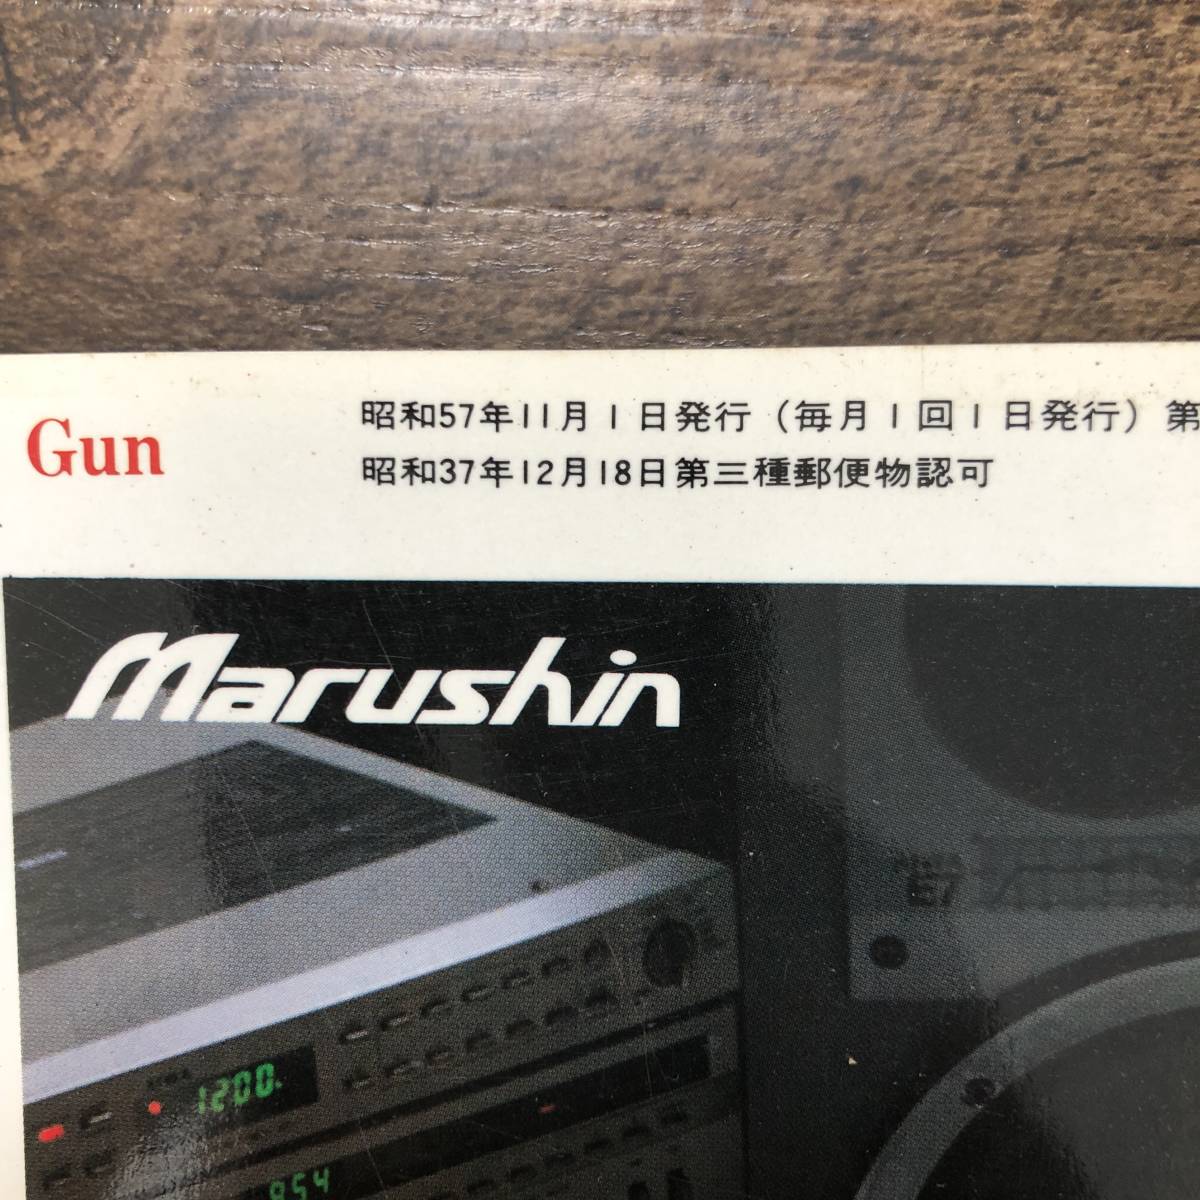 Gun
昭和57年11月1日発行（毎月1回1日発行）第
昭和37年12月18日第三種郵便物認可
Marushin
1200
954